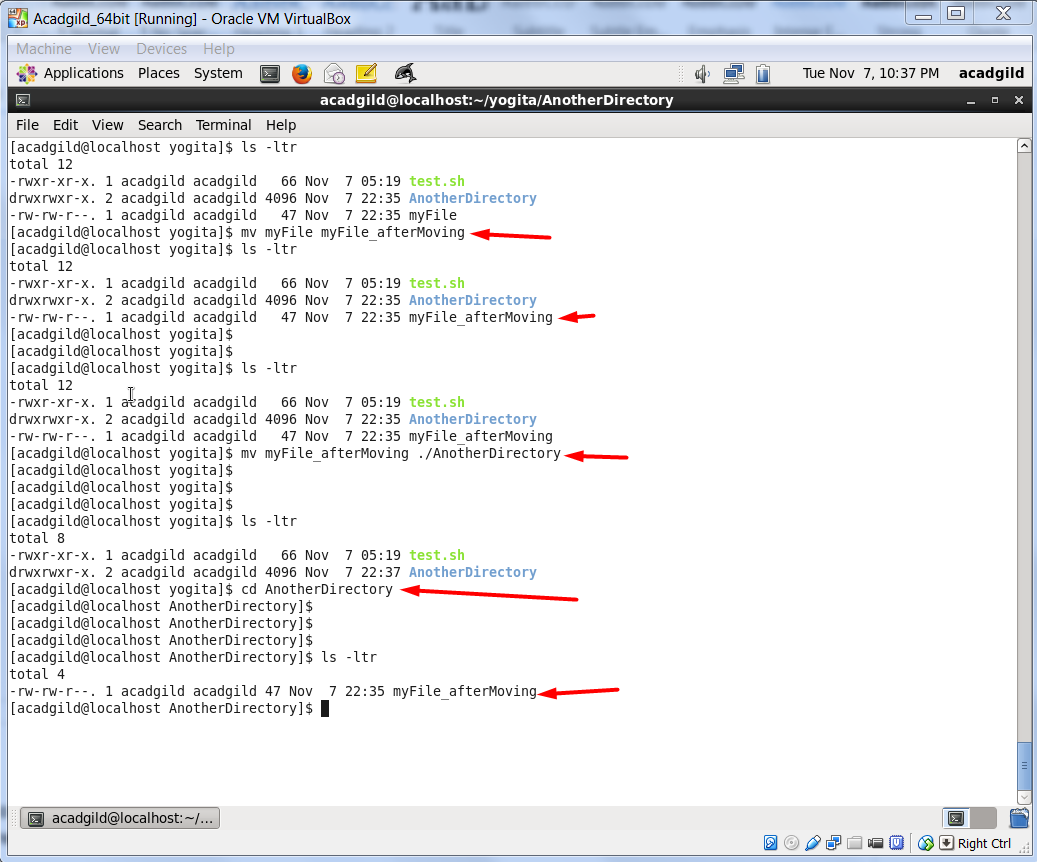 Acadgild_64bit [Running] - Oracle VM VirtualBox
Machine View Devices Help
Applications Places System Tue Nov 7, 10:37 PM acadgild
acadgild@localhost:~/yogita/AnotherDirectory
File Edit View Search Terminal Help
[acadgild@localhost yogita]$ ls -ltr
total 12
-rwxr-xr-x. 1 acadgild acadgild   66 Nov  7 05:19 test.sh
drwxrwxr-x. 2 acadgild acadgild 4096 Nov  7 22:35 AnotherDirectory
-rw-rw-r--. 1 acadgild acadgild   47 Nov  7 22:35 myFile
[acadgild@localhost yogita]$ mv myFile myFile_afterMoving
[acadgild@localhost yogita]$ ls -ltr
total 12
-rwxr-xr-x. 1 acadgild acadgild   66 Nov  7 05:19 test.sh
drwxrwxr-x. 2 acadgild acadgild 4096 Nov  7 22:35 AnotherDirectory
-rw-rw-r--. 1 acadgild acadgild   47 Nov  7 22:35 myFile_afterMoving
[acadgild@localhost yogita]$
[acadgild@localhost yogita]$
[acadgild@localhost yogita]$ ls -ltr
total 12
-rwxr-xr-x. 1 acadgild acadgild   66 Nov  7 05:19 test.sh
drwxrwxr-x. 2 acadgild acadgild 4096 Nov  7 22:35 AnotherDirectory
-rw-rw-r--. 1 acadgild acadgild   47 Nov  7 22:35 myFile_afterMoving
[acadgild@localhost yogita]$ mv myFile_afterMoving ./AnotherDirectory
[acadgild@localhost yogita]$
[acadgild@localhost yogita]$
[acadgild@localhost yogita]$
[acadgild@localhost yogita]$ ls -ltr
total 8
-rwxr-xr-x. 1 acadgild acadgild   66 Nov  7 05:19 test.sh
drwxrwxr-x. 2 acadgild acadgild 4096 Nov  7 22:37 AnotherDirectory
[acadgild@localhost yogita]$ cd AnotherDirectory
[acadgild@localhost AnotherDirectory]$
[acadgild@localhost AnotherDirectory]$
[acadgild@localhost AnotherDirectory]$
[acadgild@localhost AnotherDirectory]$ ls -ltr
total 4
-rw-rw-r--. 1 acadgild acadgild 47 Nov  7 22:35 myFile_afterMoving
[acadgild@localhost AnotherDirectory]$
acadgild@localhost:~/...
Right Ctrl